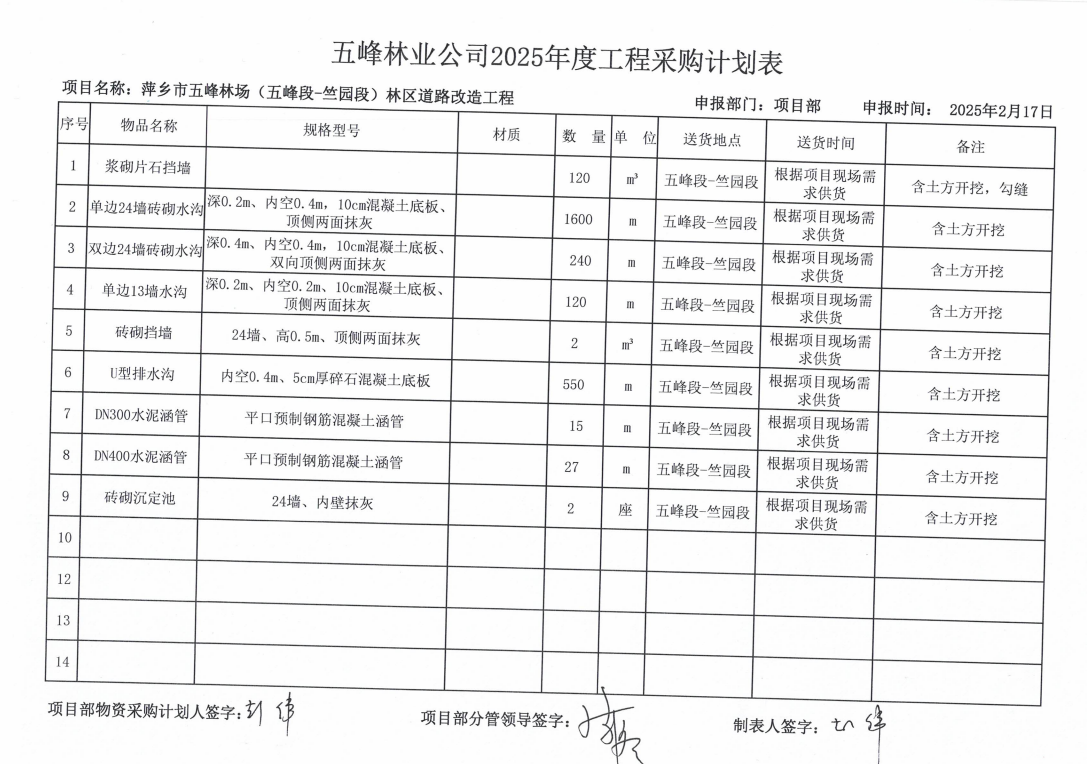 五峰林业公司2025年度工程采购计划表
项目名称：萍乡市五峰林场（五峰段-竺园段）林区道路改造工程 申报部门：项目部 申报时间： 2025年2月17日
序号 物品名称 规格型号 材质 数 量 单 位 送货地点 送货时间 备注
1 浆砌片石挡墙 120 m³ 五峰段-竺园段 根据项目现场需求供货 含土方开挖，勾缝
2 单边24墙砖砌水沟 深0.2m、内空0.4m，10cm混凝土底板、顶侧两面抹灰 1600 m 五峰段-竺园段 根据项目现场需求供货 含土方开挖
3 双边24墙砖砌水沟 深0.4m、内空0.4m，10cm混凝土底板、双向顶侧两面抹灰 240 m 五峰段-竺园段 根据项目现场需求供货 含土方开挖
4 单边13墙水沟 深0.2m、内空0.2m、10cm混凝土底板、顶侧两面抹灰 120 m 五峰段-竺园段 根据项目现场需求供货 含土方开挖
5 砖砌挡墙 24墙、高0.5m、顶侧两面抹灰 2 m³ 五峰段-竺园段 根据项目现场需求供货 含土方开挖
6 U型排水沟 内空0.4m、5cm厚碎石混凝土底板 550 m 五峰段-竺园段 根据项目现场需求供货 含土方开挖
7 DN300水泥涵管 平口预制钢筋混凝土涵管 15 m 五峰段-竺园段 根据项目现场需求供货 含土方开挖
8 DN400水泥涵管 平口预制钢筋混凝土涵管 27 m 五峰段-竺园段 根据项目现场需求供货 含土方开挖
9 砖砌沉定池 24墙、内壁抹灰 2 座 五峰段-竺园段 根据项目现场需求供货 含土方开挖
10
12
13
14
项目部物资采购计划人签字： 项目部分管领导签字： 制表人签字：